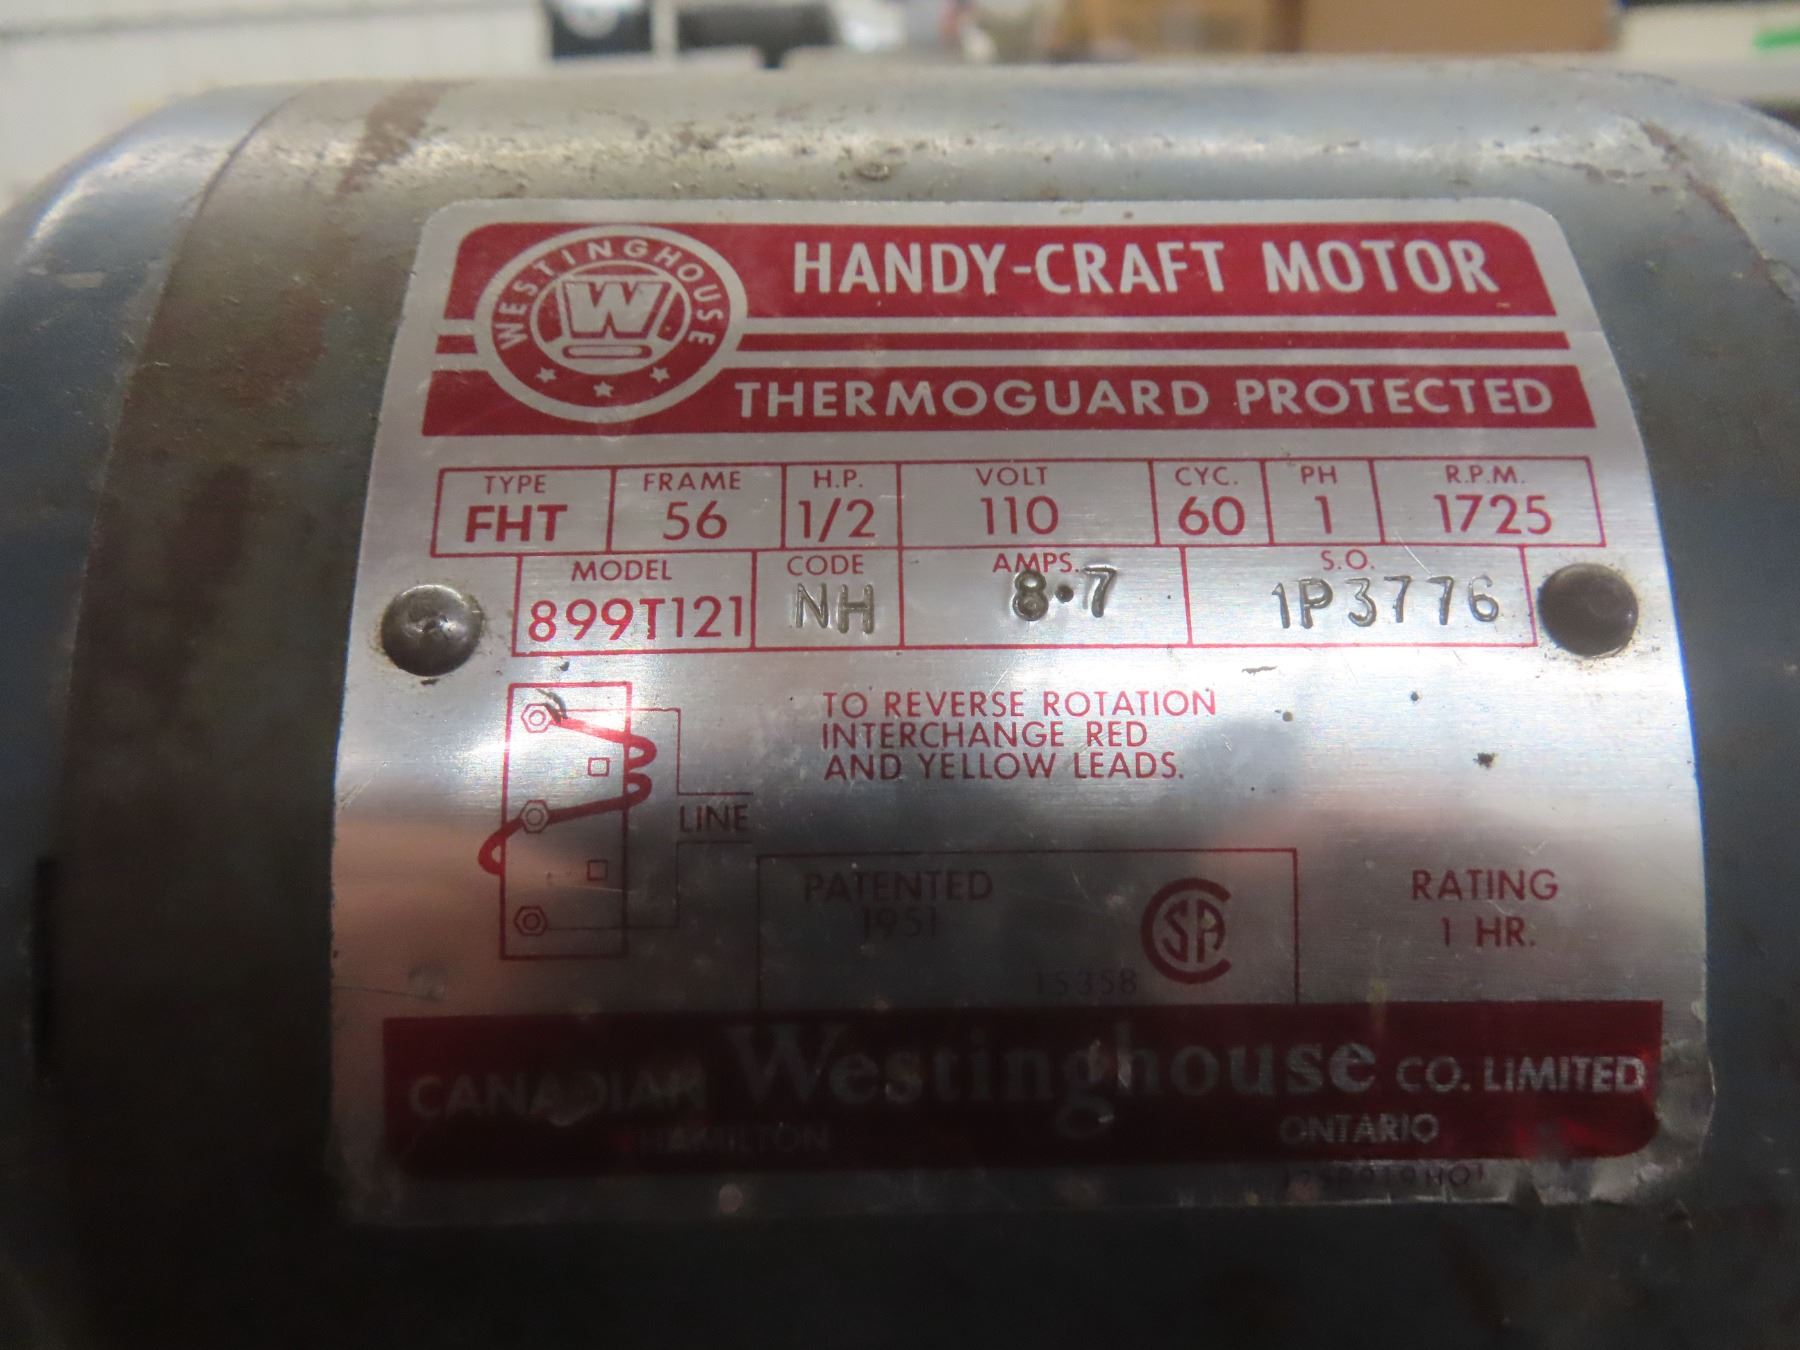 WESTINGHOUSE
W
HANDY-CRAFT MOTOR
THERMOGUARD PROTECTED
TYPE FRAME H.P. VOLT CYC. PH R.P.M.
FHT 56 1/2 110 60 1 1725
MODEL CODE AMPS. S.O.
899T121 NH 8.7 1P3776
TO REVERSE ROTATION
INTERCHANGE RED
AND YELLOW LEADS.
LINE
PATENTED
1951
CSA
15358
RATING
1 HR.
CANADIAN Westinghouse CO. LIMITED
HAMILTON ONTARIO